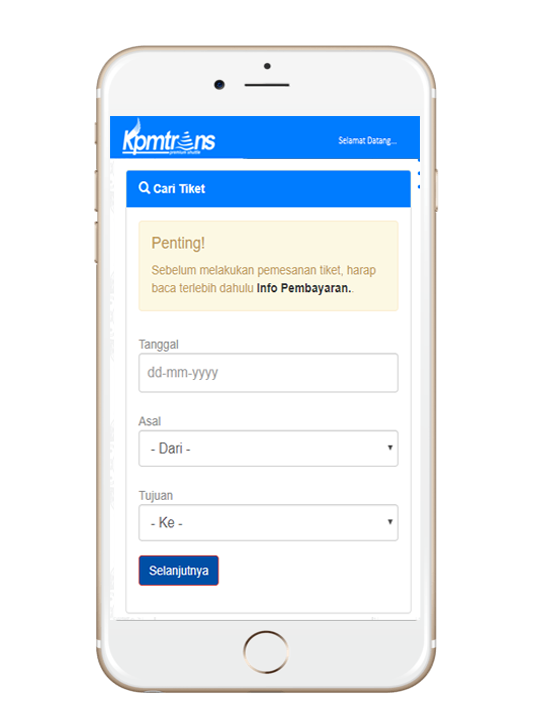 Kpmtrans
premium shuttle
Selamat Datang...
Cari Tiket
Penting!
Sebelum melakukan pemesanan tiket, harap
baca terlebih dahulu Info Pembayaran..
Tanggal
dd-mm-yyyy
Asal
- Dari -
Tujuan
- Ke -
Selanjutnya